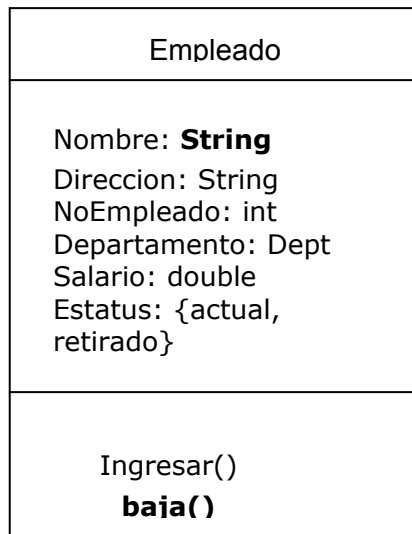 Empleado
Nombre: String
Direccion: String
NoEmpleado: int
Departamento: Dept
Salario: double
Estatus: {actual,
retirado}
Ingresar()
baja()